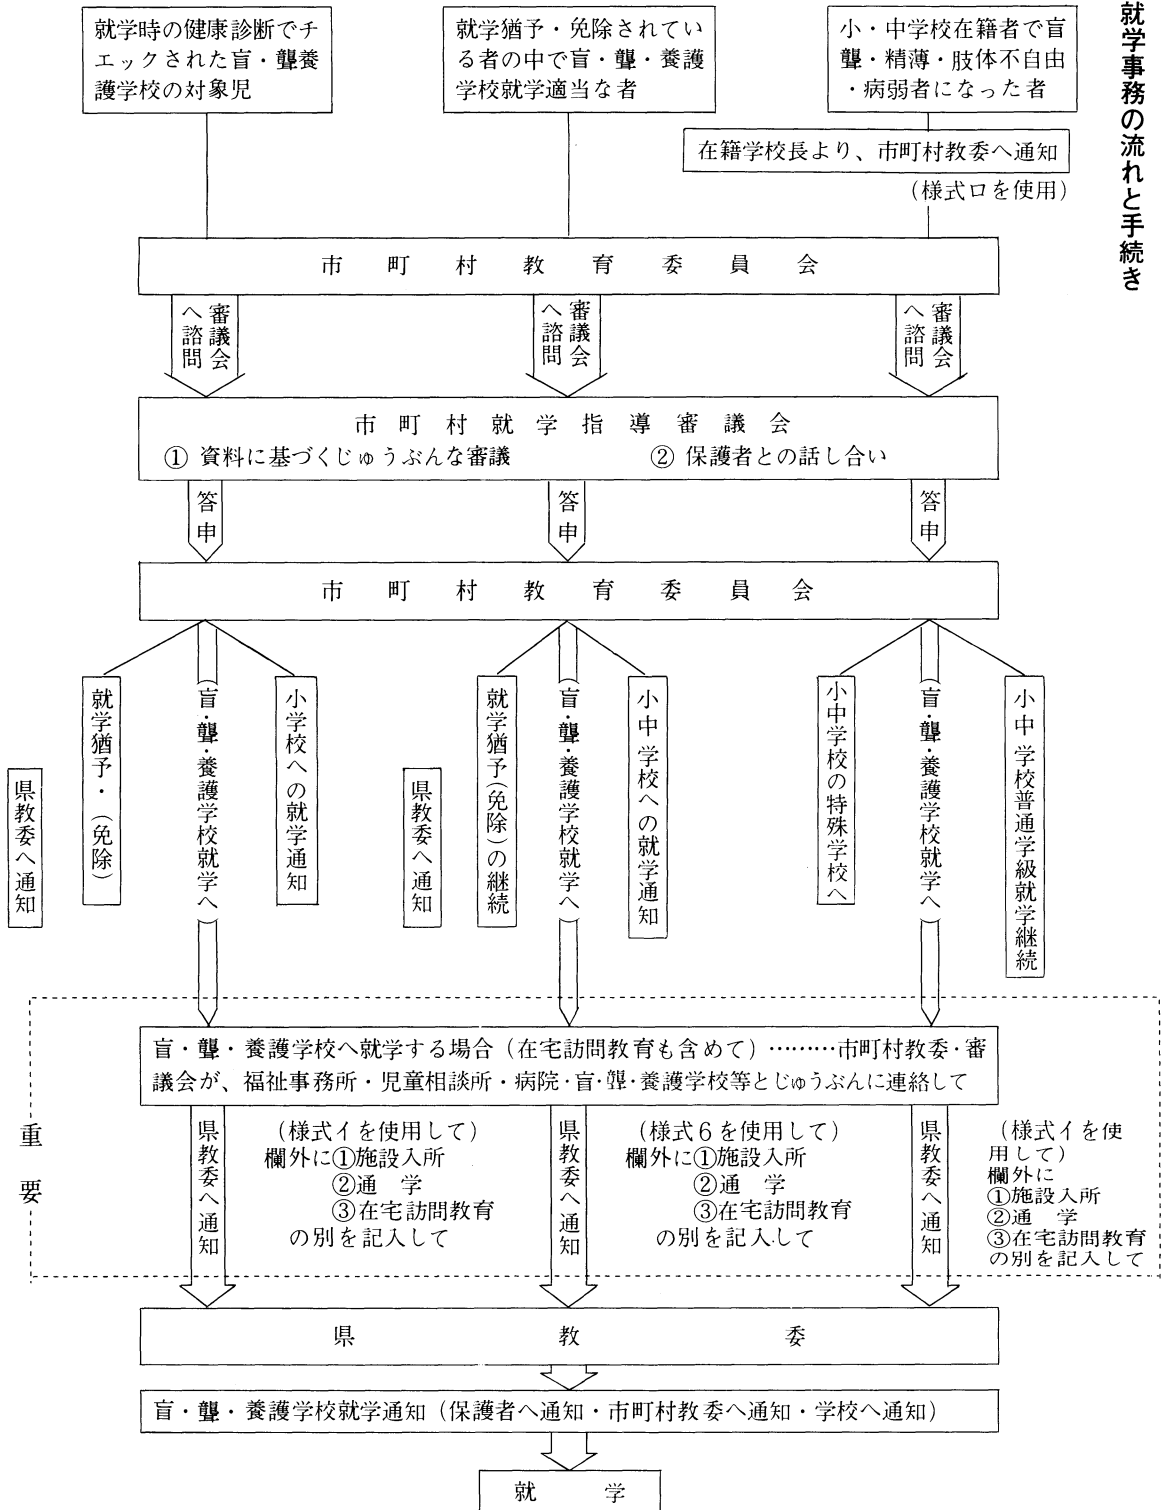 就学事務の流れと手続き
就学時の健康診断でチ
エックされた盲・聾養
護学校の対象児
就学猶予・免除されてい
る者の中で盲・聾・養護
学校就学適当な者
小・中学校在籍者で盲
聾・精薄・肢体不自由
・病弱者になった者
在籍学校長より、市町村教委へ通知
(様式ロを使用)
市町村教育委員会
審議会
へ諮問
審議会
へ諮問
審議会
へ諮問
市町村就学指導審議会
① 資料に基づくじゅうぶんな審議 ② 保護者との話し合い
答申
答申
答申
市町村教育委員会
県教委へ通知
就学猶予・(免除)
(盲・聾・養護学校就学へ)
小学校への就学通知
県教委へ通知
就学猶予(免除)の継続
(盲・聾・養護学校就学へ)
小中学校への就学通知
小中学校の特殊学校へ
(盲・聾・養護学校就学へ)
小中学校普通学級就学継続
重要
盲・聾・養護学校へ就学する場合(在宅訪問教育も含めて)………市町村教委・審
議会が、福祉事務所・児童相談所・病院・盲・聾・養護学校等とじゅうぶんに連絡して
県教委へ通知
(様式イを使用して)
欄外に①施設入所
②通 学
③在宅訪問教育
の別を記入して
県教委へ通知
(様式6を使用して)
欄外に①施設入所
②通 学
③在宅訪問教育
の別を記入して
県教委へ通知
(様式イを使
用して)
欄外に
①施設入所
②通 学
③在宅訪問教育
の別を記入して
県教委
盲・聾・養護学校就学通知(保護者へ通知・市町村教委へ通知・学校へ通知)
就学